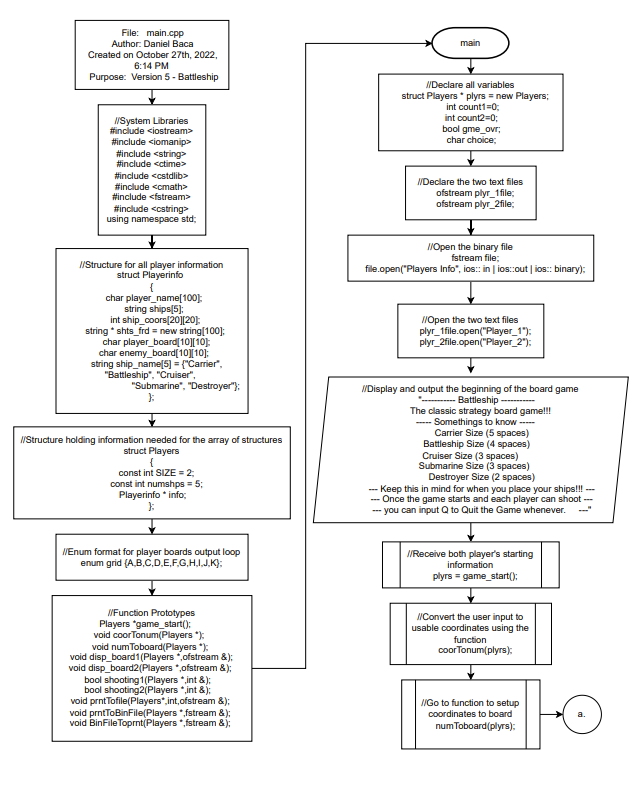 File: main.cpp
Author: Daniel Baca
Created on October 27th, 2022,
6:14 PM
Purpose: Version 5 - Battleship
//System Libraries
#include <iostream>
#include <iomanip>
#include <string>
#include <ctime>
#include <cstdlib>
#include <cmath>
#include <fstream>
#include <cstring>
using namespace std;
//Structure for all player information
struct Playerinfo
{
char player_name[100];
string ships[5];
int ship_coors[20][20];
string * shts_frd = new string[100];
char player_board[10][10];
char enemy_board[10][10];
string ship_name[5] = {"Carrier",
"Battleship", "Cruiser",
"Submarine", "Destroyer"};
};
//Structure holding information needed for the array of structures
struct Players
{
const int SIZE = 2;
const int numshps = 5;
Playerinfo * info;
};
//Enum format for player boards output loop
enum grid {A,B,C,D,E,F,G,H,I,J,K};
//Function Prototypes
Players *game_start();
void coorTonum(Players *);
void numToboard(Players *);
void disp_board1(Players *,ofstream &);
void disp_board2(Players *,ofstream &);
bool shooting1(Players *,int &);
bool shooting2(Players *,int &);
void prntTofile(Players*,int,ofstream &);
void prntToBinFile(Players *,fstream &);
void BinFileToprnt(Players *,fstream &);
main
//Declare all variables
struct Players * plyrs = new Players;
int count1=0;
int count2=0;
bool gme_ovr;
char choice;
//Declare the two text files
ofstream plyr_1file;
ofstream plyr_2file;
//Open the binary file
fstream file;
file.open("Players Info", ios:: in | ios::out | ios:: binary);
//Open the two text files
plyr_1file.open("Player_1");
plyr_2file.open("Player_2");
//Display and output the beginning of the board game
"----------- Battleship -----------
The classic strategy board game!!!
----- Somethings to know -----
Carrier Size (5 spaces)
Battleship Size (4 spaces)
Cruiser Size (3 spaces)
Submarine Size (3 spaces)
Destroyer Size (2 spaces)
--- Keep this in mind for when you place your ships!!! ---
--- Once the game starts and each player can shoot ---
--- you can input Q to Quit the Game whenever. ---"
//Receive both player's starting
information
plyrs = game_start();
//Convert the user input to
usable coordinates using the
function
coorTonum(plyrs);
//Go to function to setup
coordinates to board
numToboard(plyrs);
a.